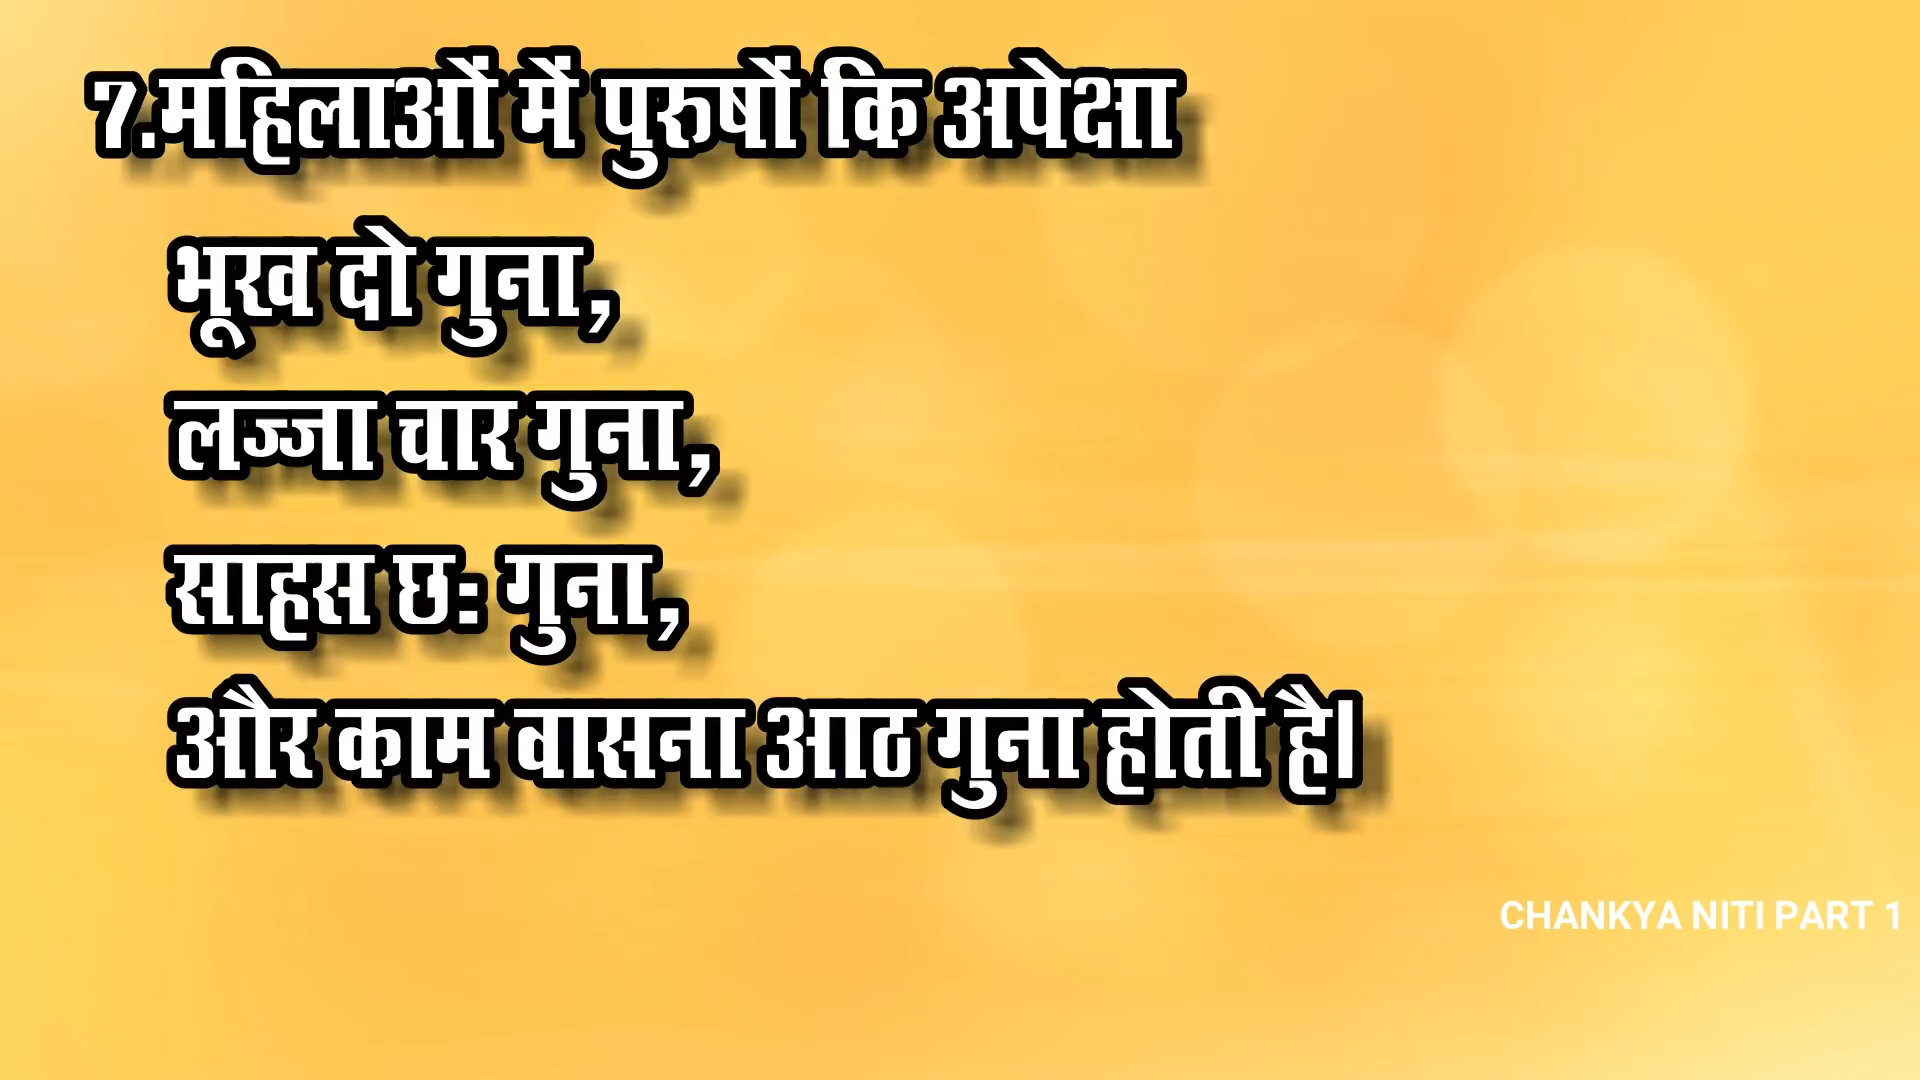 7.महिलाओं में पुरुषों कि अपेक्षा
भूख दो गुना,
लज्जा चार गुना,
साहस छः गुना,
और काम वासना आठ गुना होती है।
CHANKYA NITI PART 1